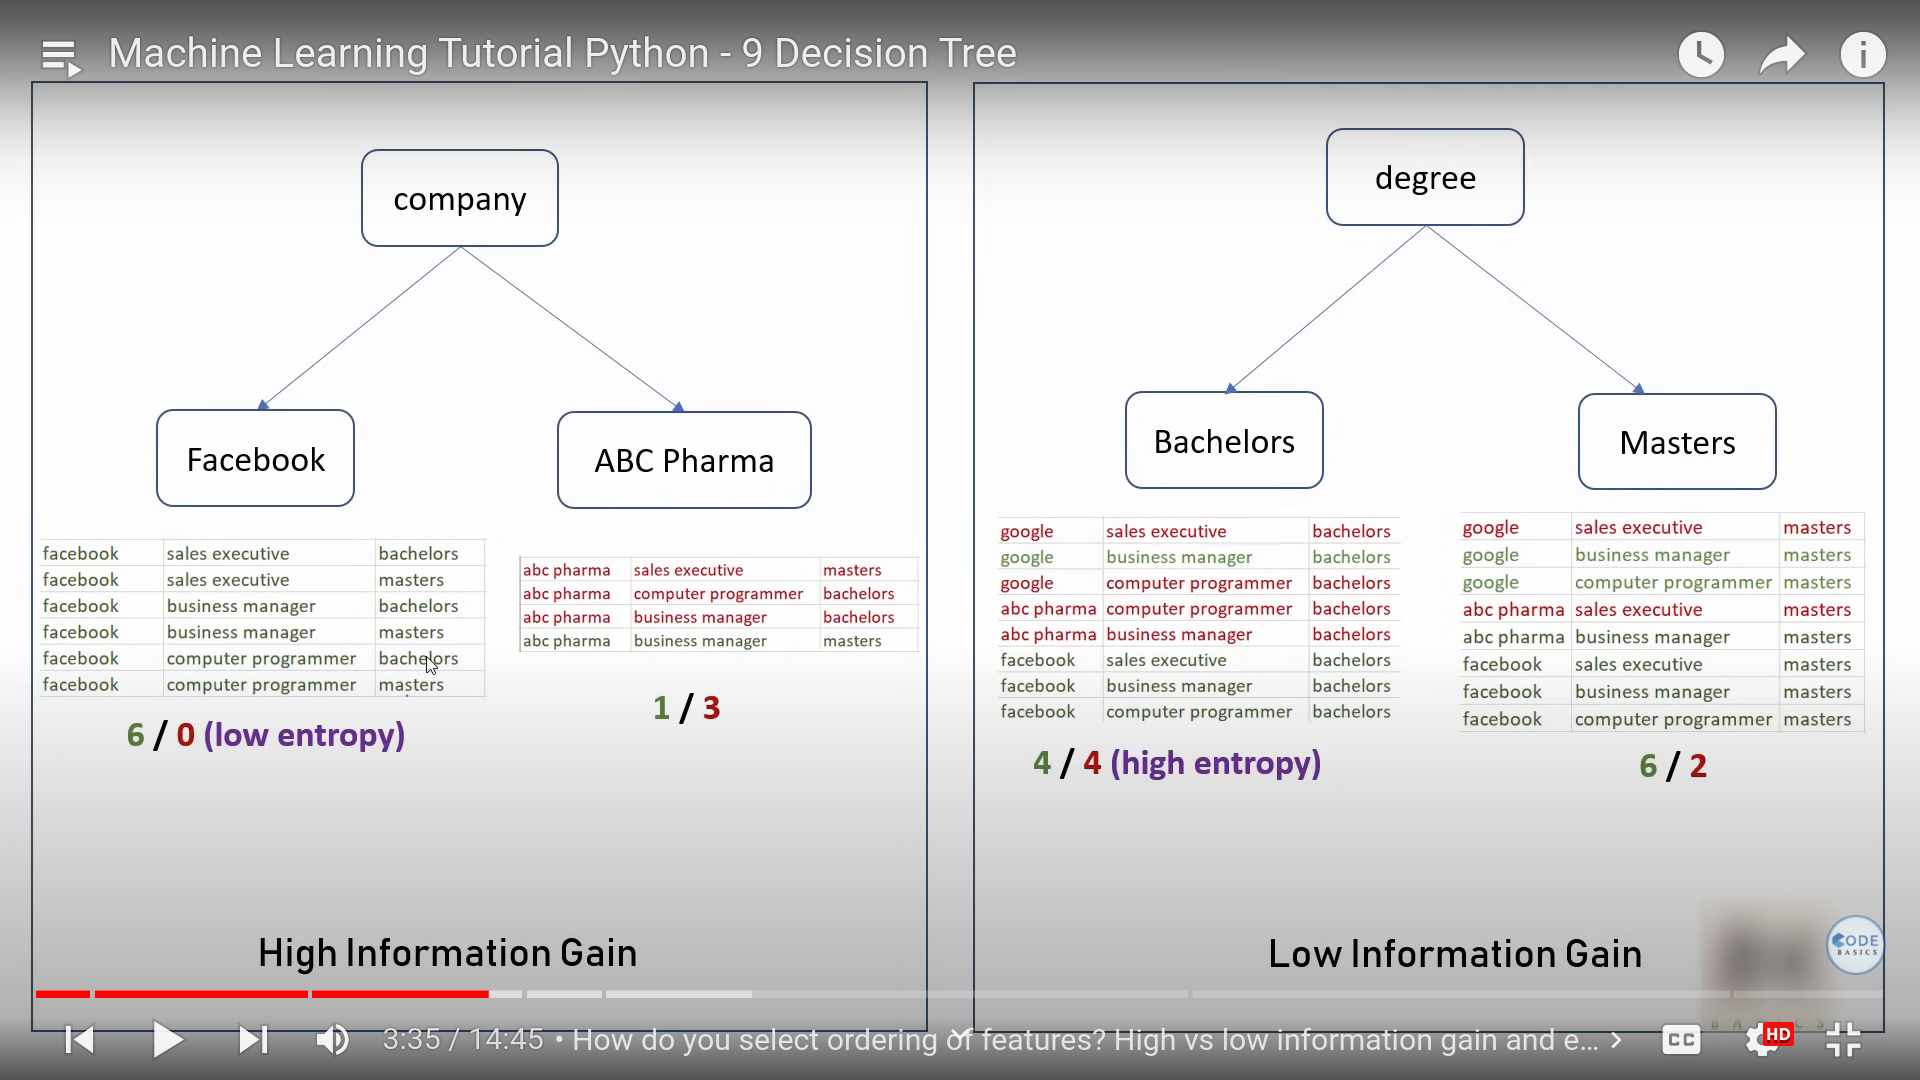 Machine Learning Tutorial Python - 9 Decision Tree
company
Facebook
ABC Pharma
facebook sales executive bachelors
facebook sales executive masters
facebook business manager bachelors
facebook business manager masters
facebook computer programmer bachelors
facebook computer programmer masters
6 / 0 (low entropy)
abc pharma sales executive masters
abc pharma computer programmer bachelors
abc pharma business manager bachelors
abc pharma business manager masters
1 / 3
High Information Gain
degree
Bachelors
Masters
google sales executive bachelors
google business manager bachelors
google computer programmer bachelors
abc pharma computer programmer bachelors
abc pharma business manager bachelors
facebook sales executive bachelors
facebook business manager bachelors
facebook computer programmer bachelors
4 / 4 (high entropy)
google sales executive masters
google business manager masters
google computer programmer masters
abc pharma sales executive masters
abc pharma business manager masters
facebook sales executive masters
facebook business manager masters
facebook computer programmer masters
6 / 2
Low Information Gain
CODE
BASICS
3:35 / 14:45 • How do you select ordering of features? High vs low information gain and e...
CC
HD